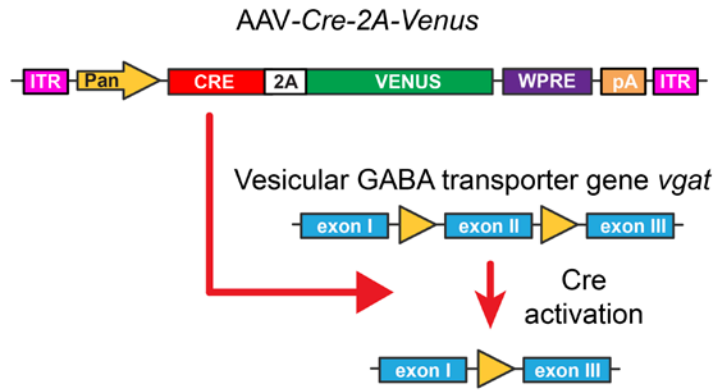 AAV-Cre-2A-Venus
ITR Pan CRE 2A VENUS WPRE pA ITR
Vesicular GABA transporter gene vgat
exon I exon II exon III
Cre
activation
exon I exon III